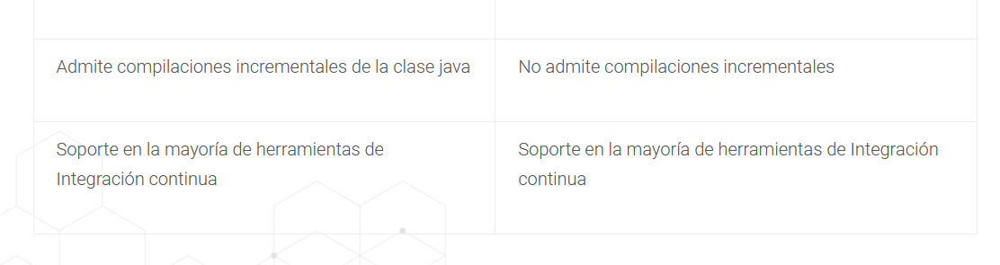 Admite compilaciones incrementales de la clase java
No admite compilaciones incrementales
Soporte en la mayoría de herramientas de
Integración continua
Soporte en la mayoría de herramientas de Integración
continua